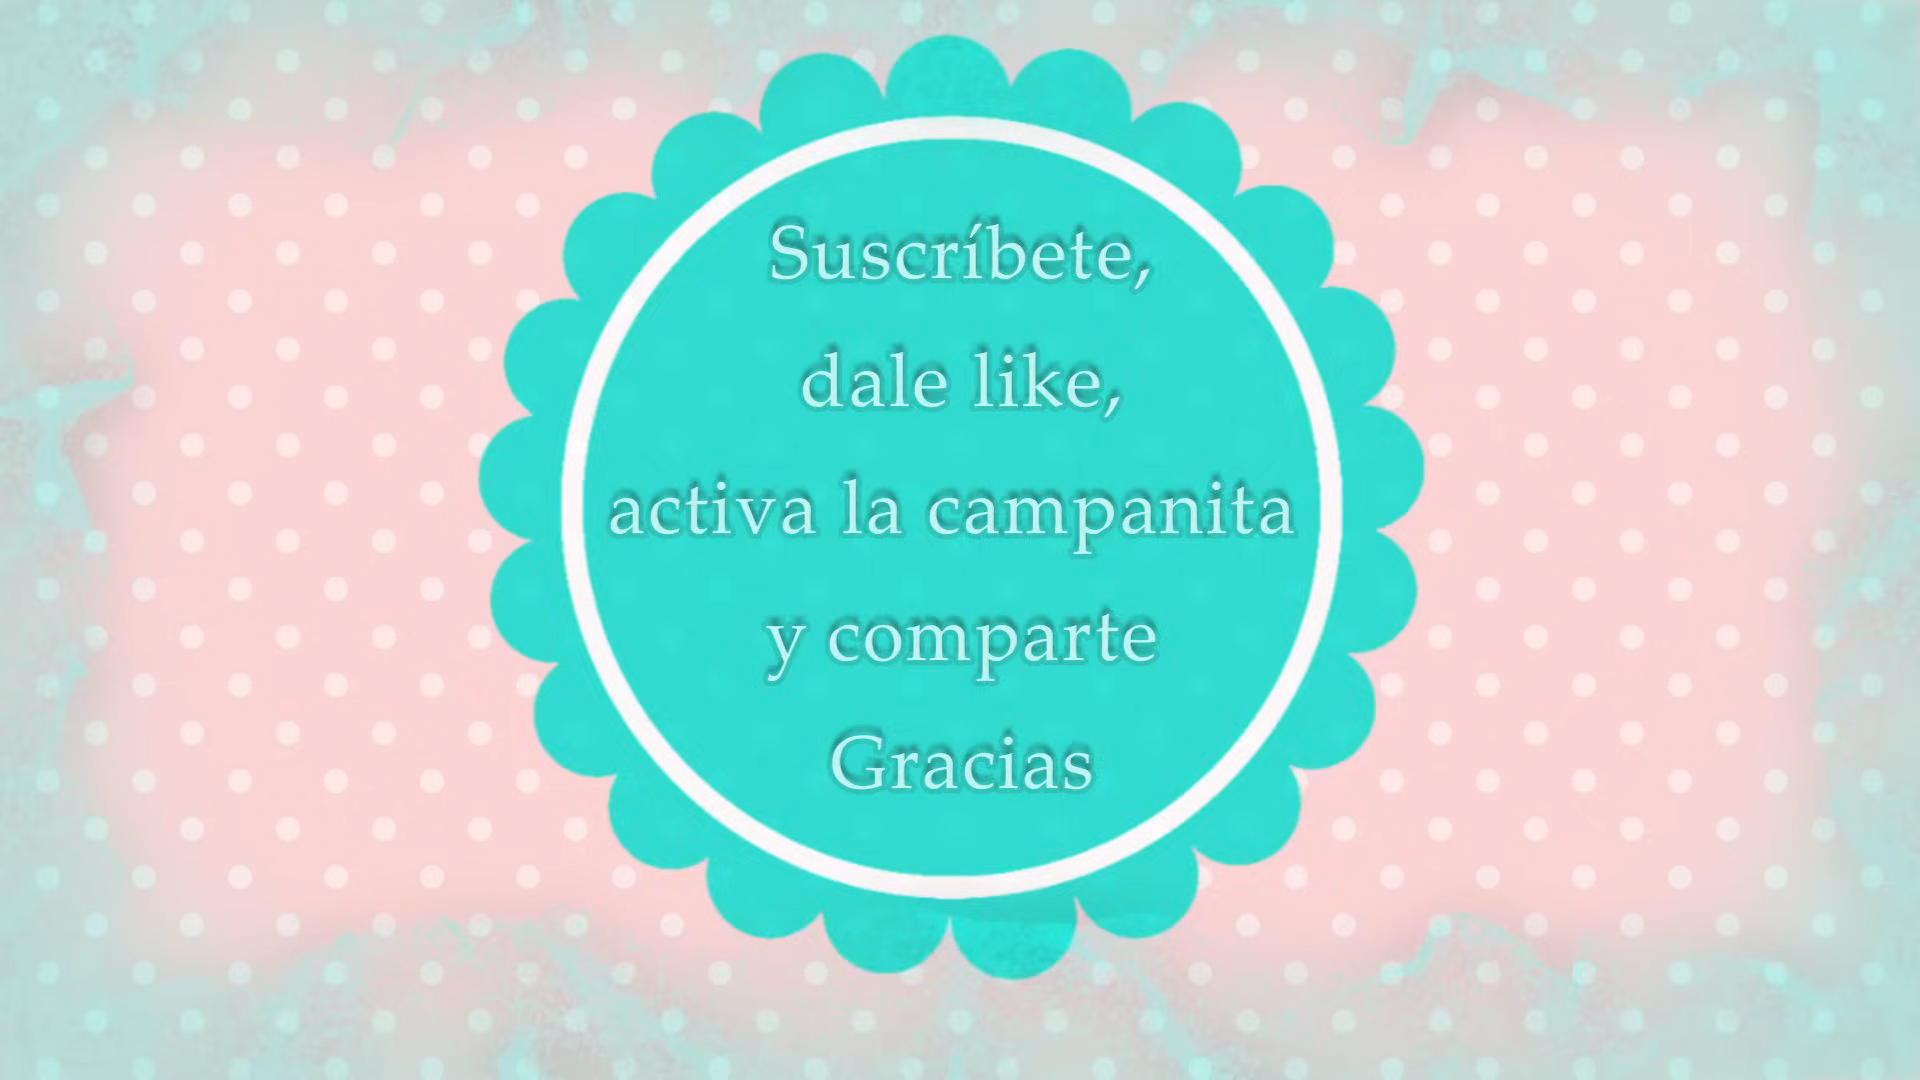 Suscríbete,
dale like,
activa la campanita
y comparte
Gracias